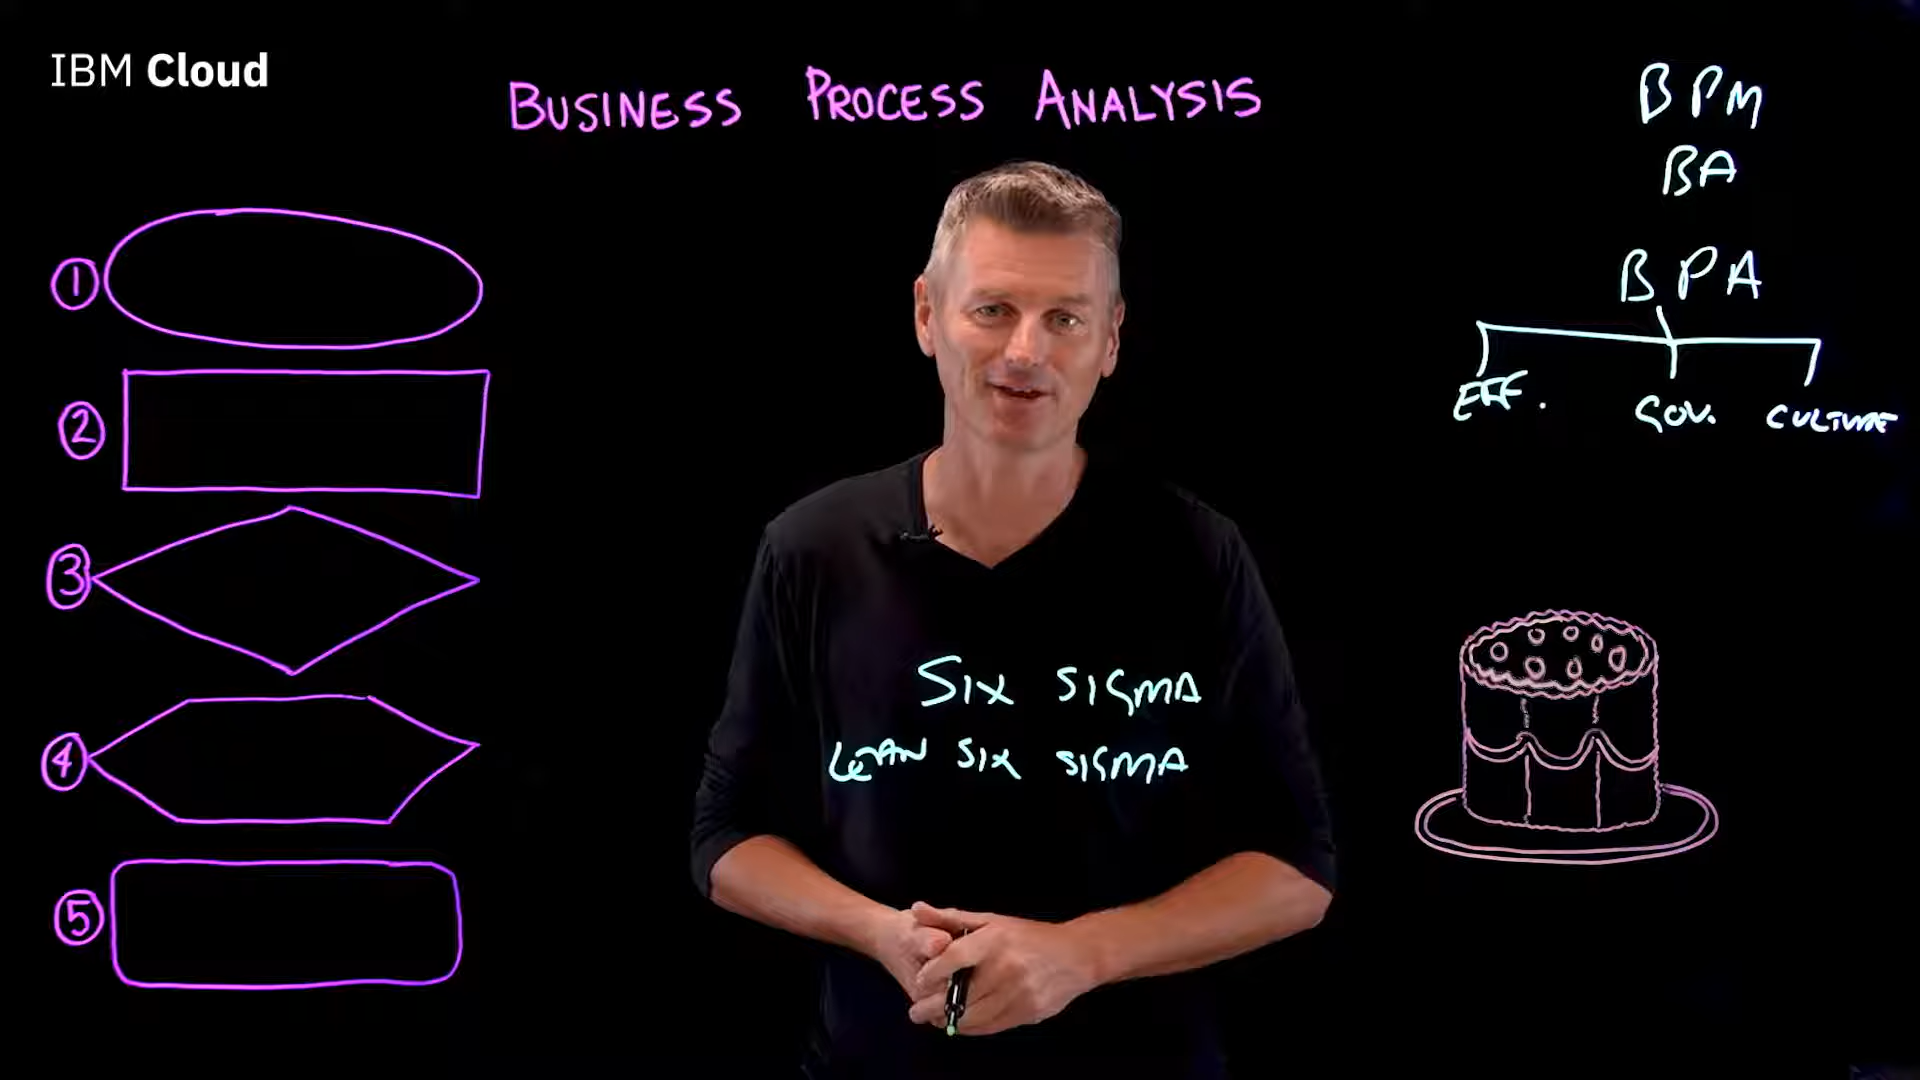 IBM Cloud
BUSINESS PROCESS ANALYSIS
BPM
BA
BPA
EFF.
GOV.
CULTURE
1
2
3
4
5
SIX SIGMA
LEAN SIX SIGMA